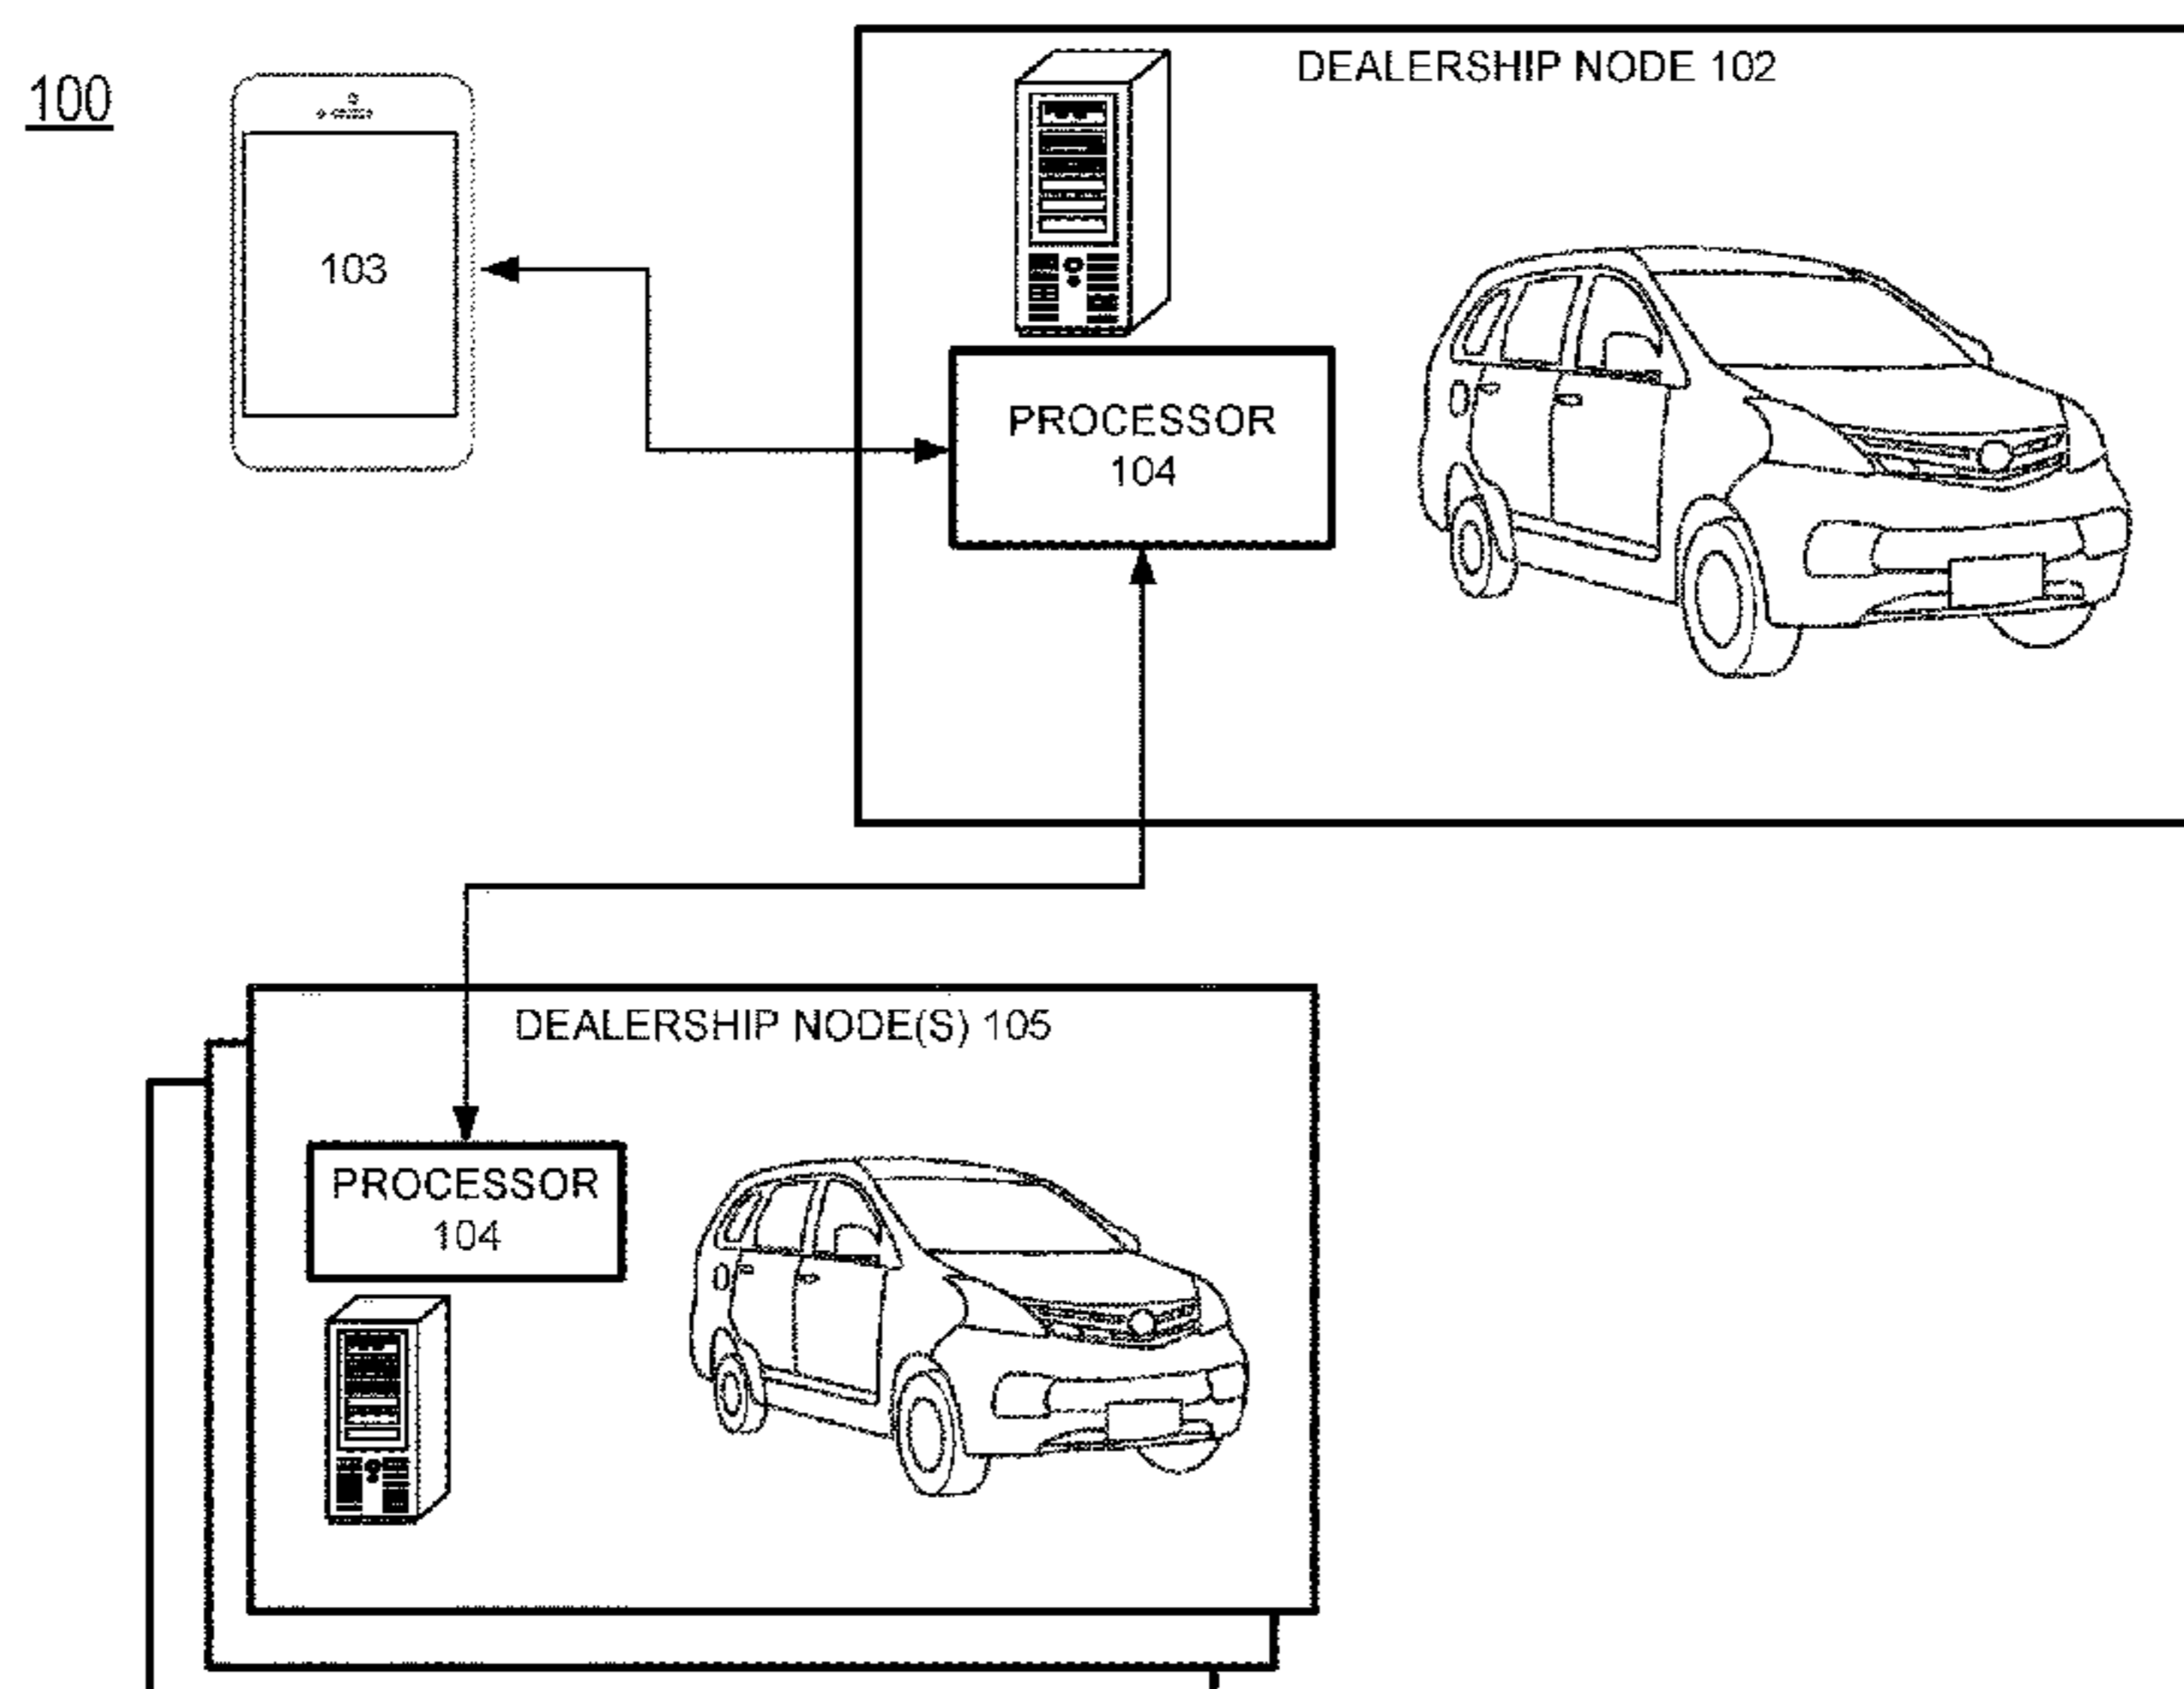 100
DEALERSHIP NODE 102
103
PROCESSOR
104
DEALERSHIP NODE(S) 105
PROCESSOR
104